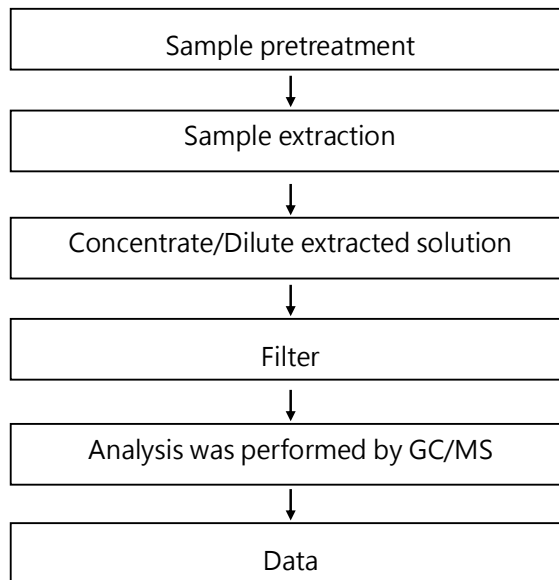 Sample pretreatment
Sample extraction
Concentrate/Dilute extracted solution
Filter
Analysis was performed by GC/MS
Data